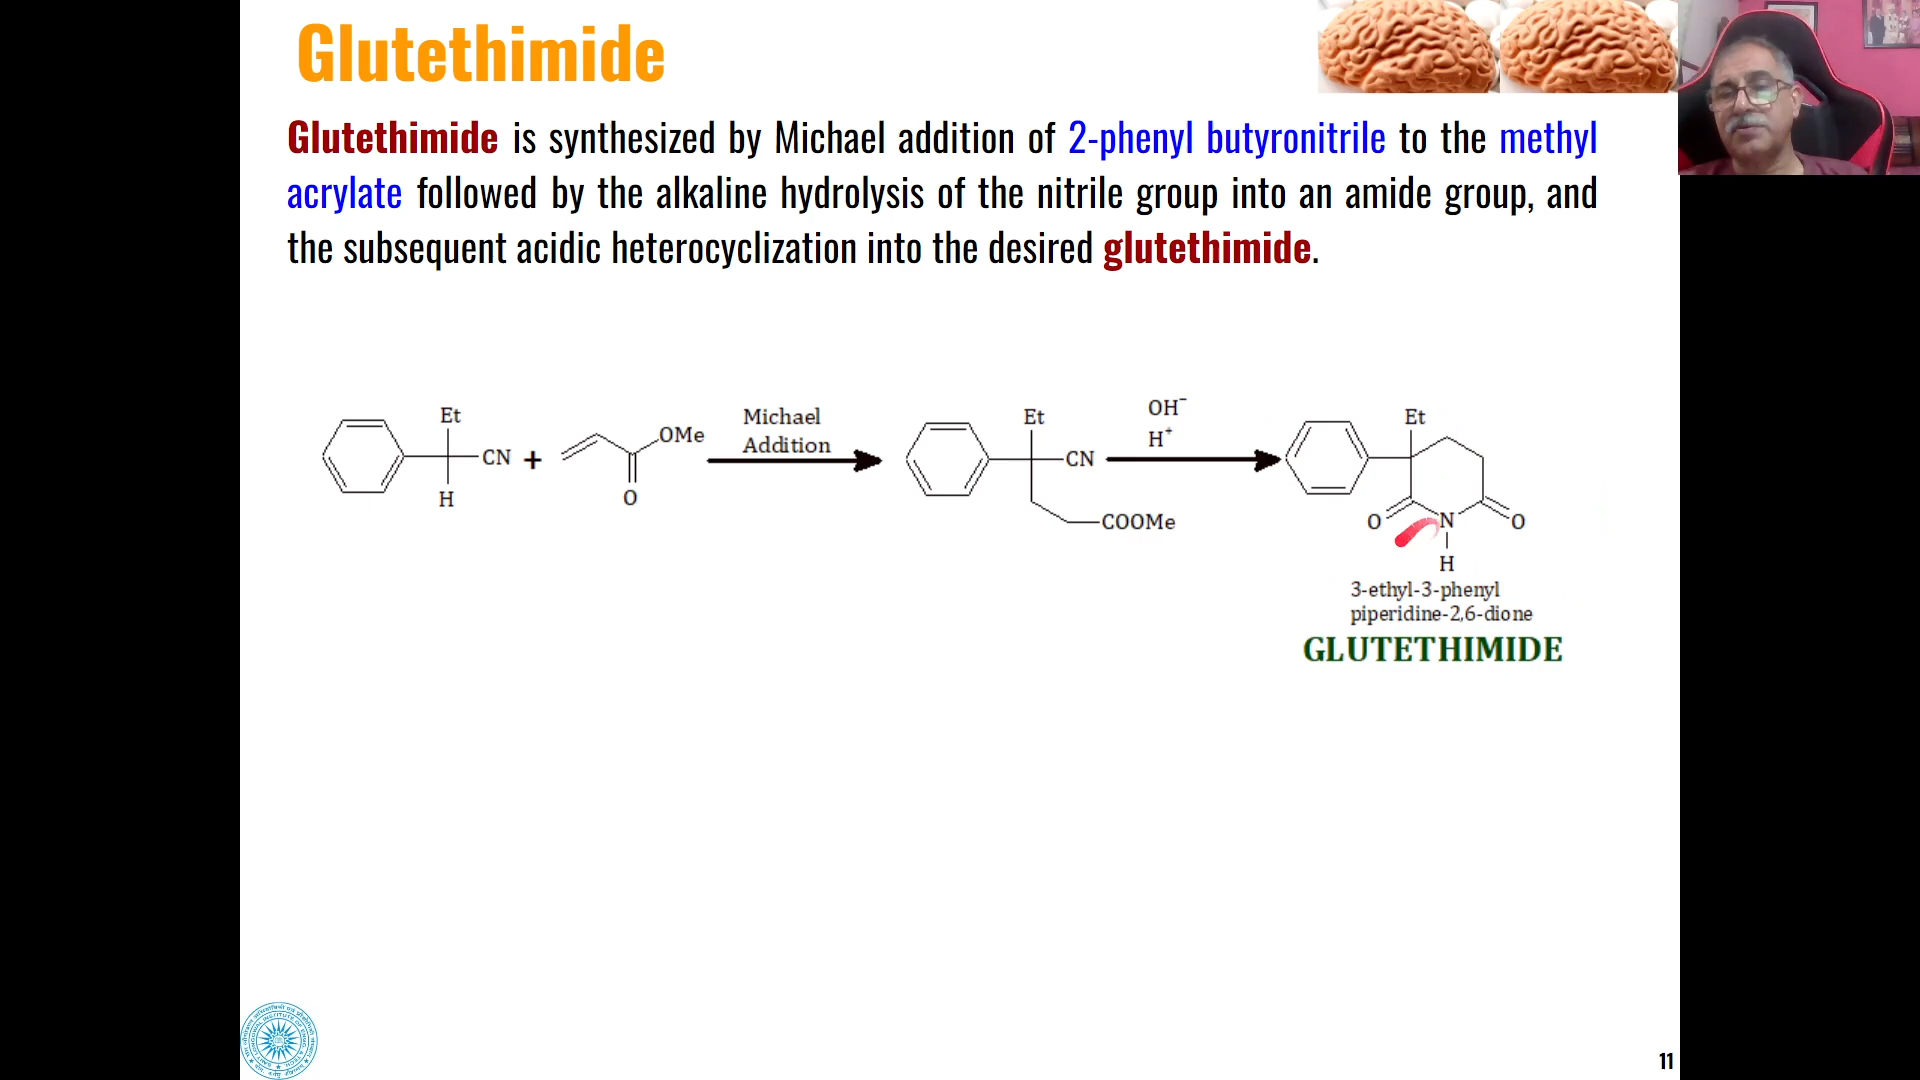 Glutethimide
Glutethimide is synthesized by Michael addition of 2-phenyl butyronitrile to the methyl
acrylate followed by the alkaline hydrolysis of the nitrile group into an amide group, and
the subsequent acidic heterocyclization into the desired glutethimide.
Et
CN
H
+
OMe
O
Michael
Addition
Et
CN
COOMe
OH⁻
H⁺
Et
O
N
O
H
3-ethyl-3-phenyl
piperidine-2,6-dione
GLUTETHIMIDE
11